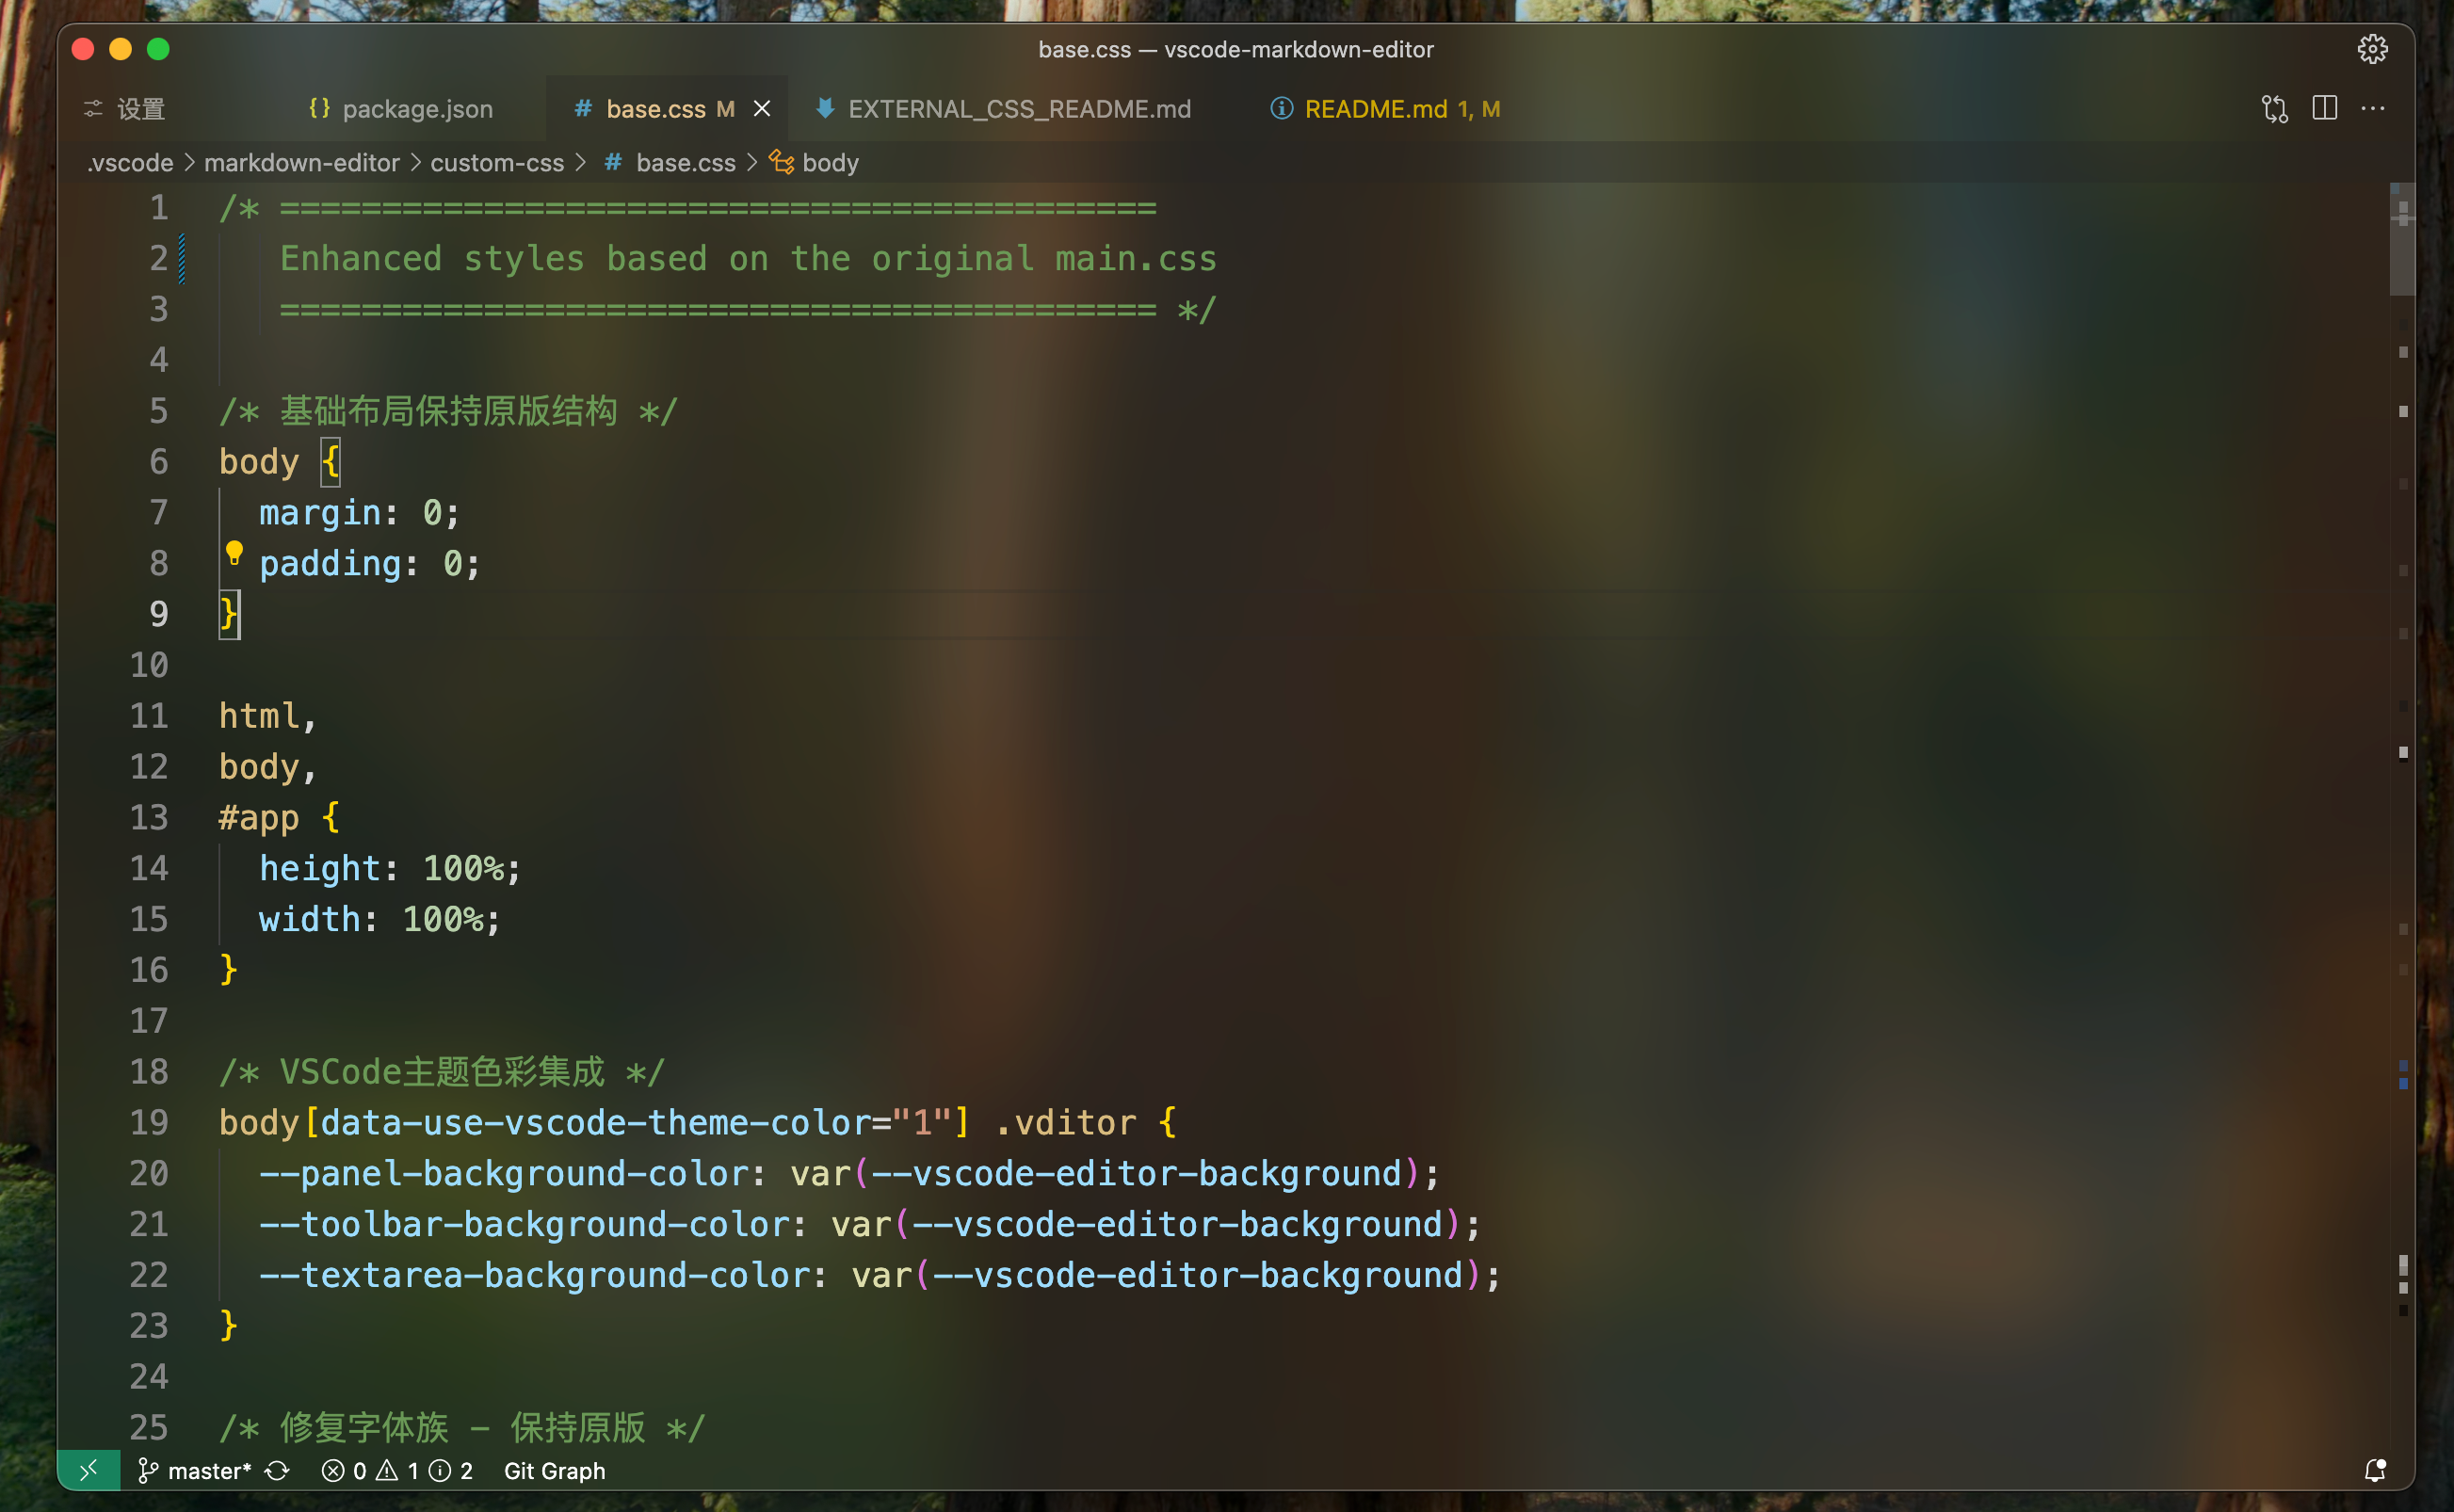 base.css — vscode-markdown-editor
设置 {} package.json # base.css M EXTERNAL_CSS_README.md README.md 1, M
.vscode > markdown-editor > custom-css > # base.css > body
1 /* ===========================================
2 Enhanced styles based on the original main.css
3 =========================================== */
4
5 /* 基础布局保持原版结构 */
6 body {
7 margin: 0;
8 padding: 0;
9 }
10
11 html,
12 body,
13 #app {
14 height: 100%;
15 width: 100%;
16 }
17
18 /* VSCode主题色彩集成 */
19 body[data-use-vscode-theme-color="1"] .vditor {
20 --panel-background-color: var(--vscode-editor-background);
21 --toolbar-background-color: var(--vscode-editor-background);
22 --textarea-background-color: var(--vscode-editor-background);
23 }
24
25 /* 修复字体族 - 保持原版 */
master* 0 1 2 Git Graph